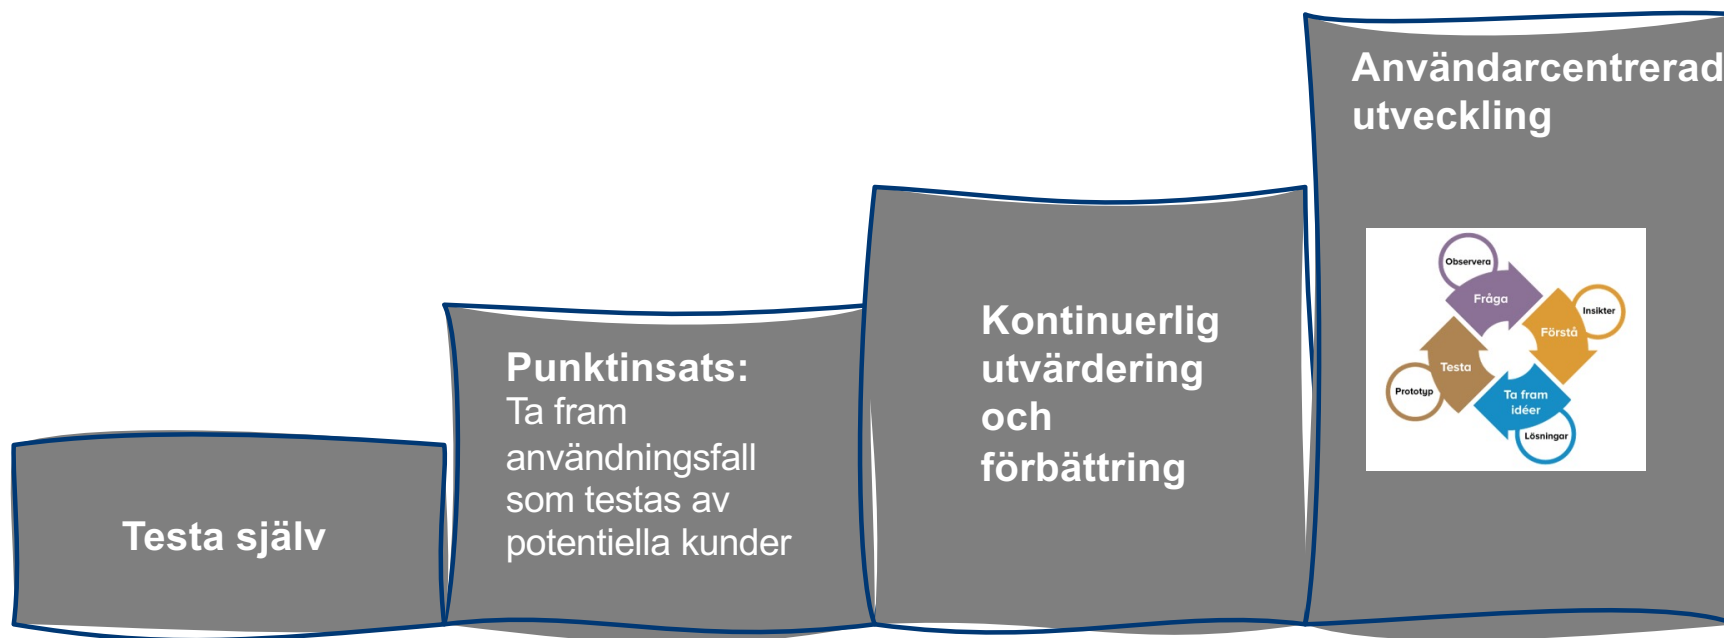 Testa själv
Punktinsats:
Ta fram
användningsfall
som testas av
potentiella kunder
Kontinuerlig
utvärdering
och
förbättring
Användarcentrerad
utveckling
Observera
Fråga
Insikter
Förstå
Testa
Prototyp
Ta fram
idéer
Lösningar